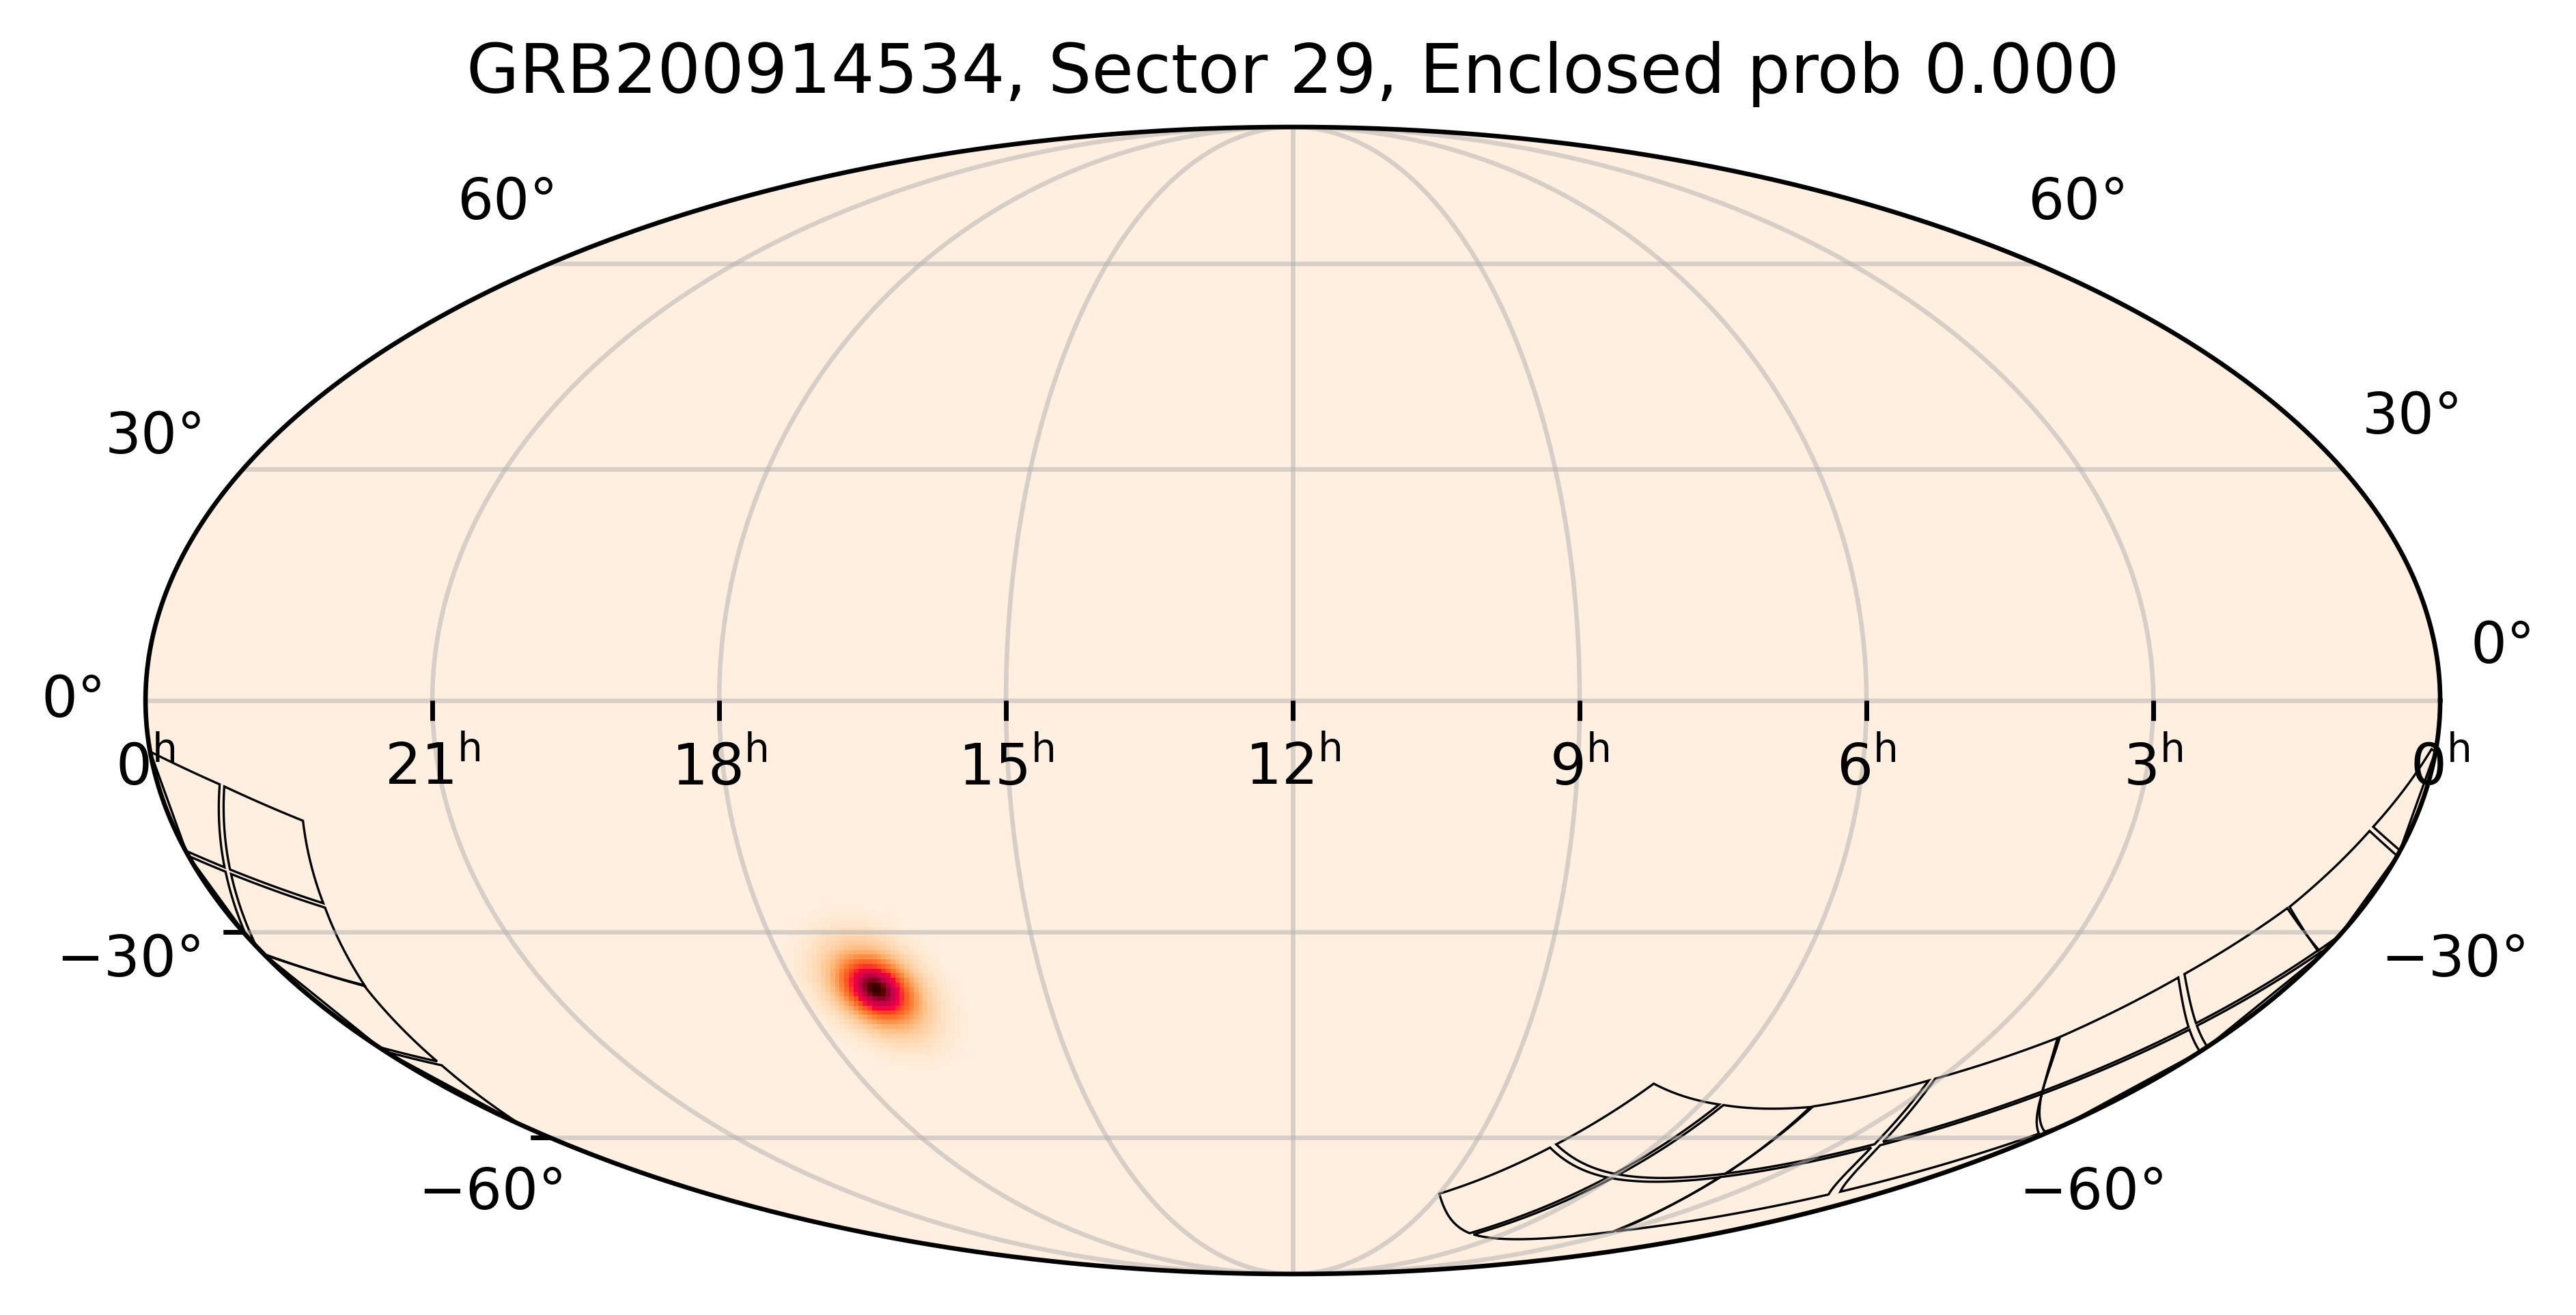 GRB200914534, Sector 29, Enclosed prob 0.000
60° 60°
30° 30°
0° 0°
0ʰ 21ʰ 18ʰ 15ʰ 12ʰ 9ʰ 6ʰ 3ʰ 0ʰ
−30° −30°
−60° −60°